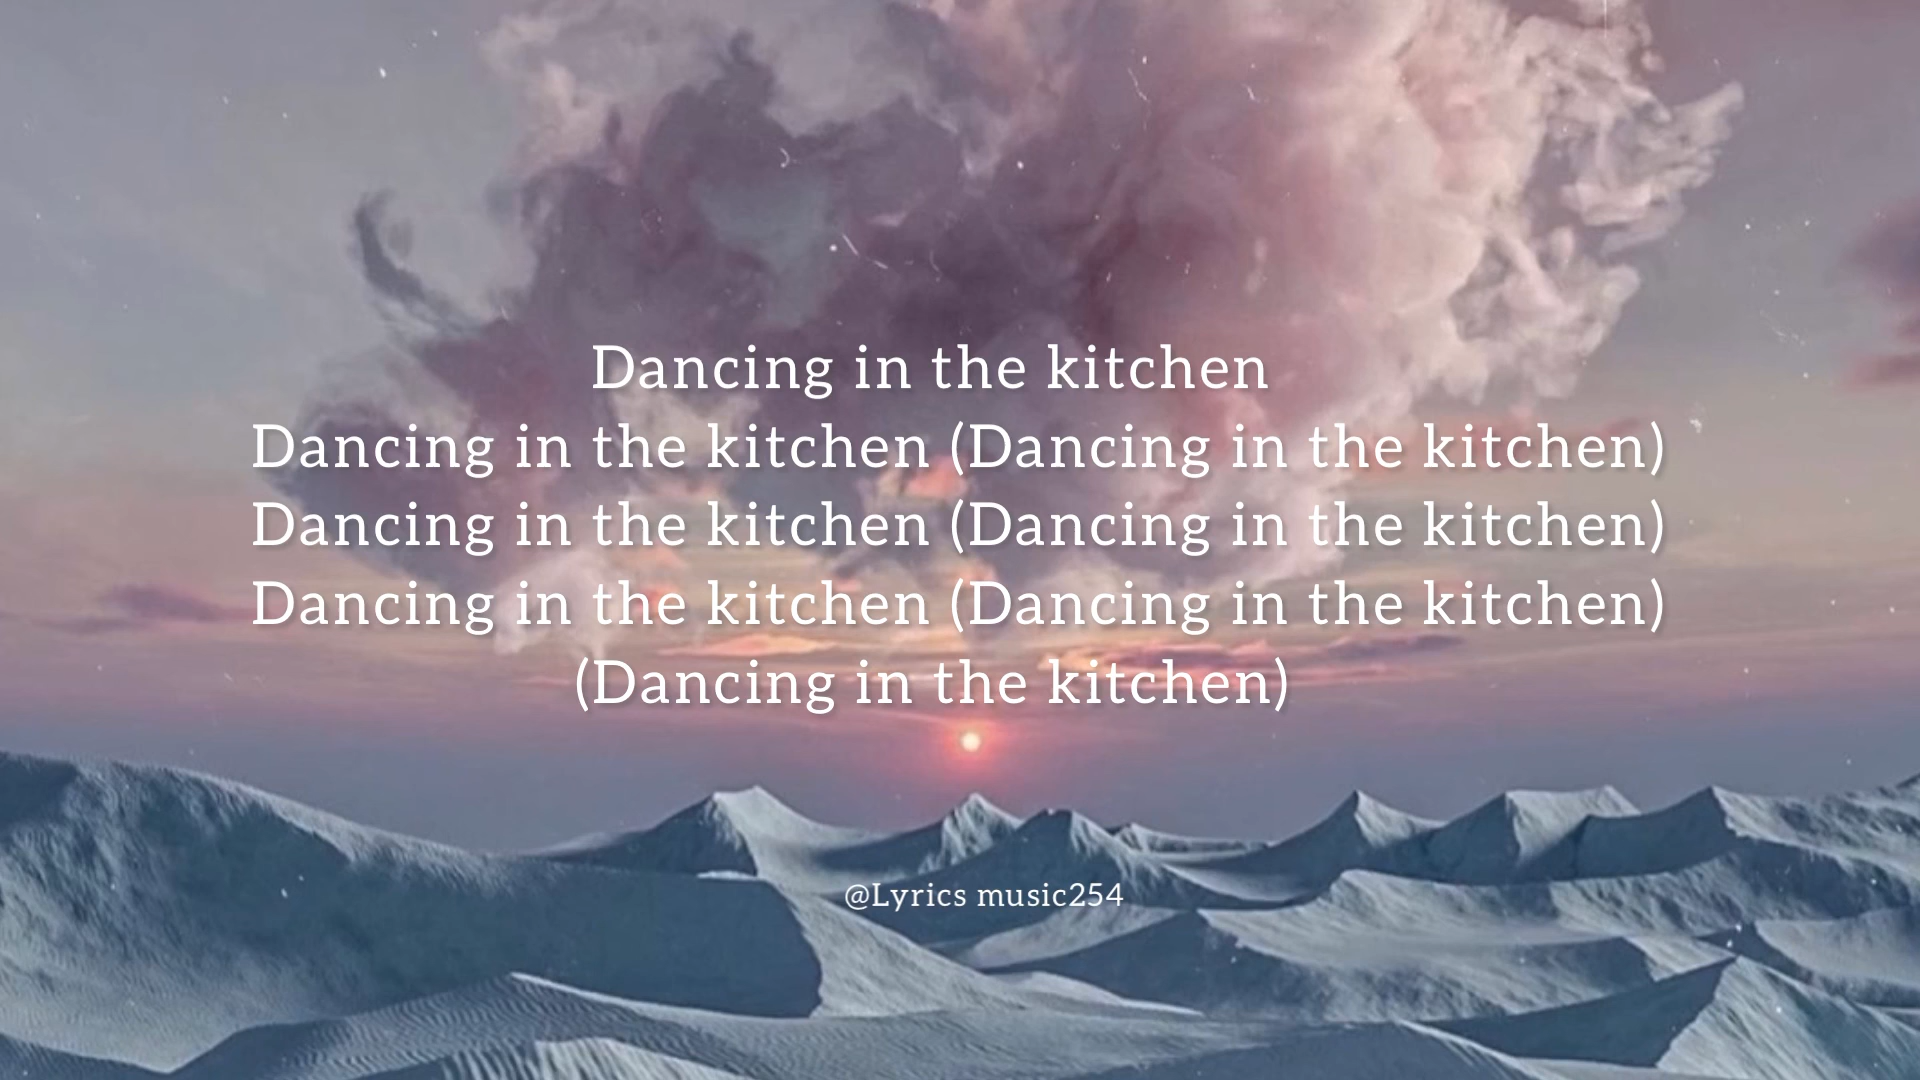 Dancing in the kitchen
Dancing in the kitchen (Dancing in the kitchen)
Dancing in the kitchen (Dancing in the kitchen)
Dancing in the kitchen (Dancing in the kitchen)
(Dancing in the kitchen)
@Lyrics music254